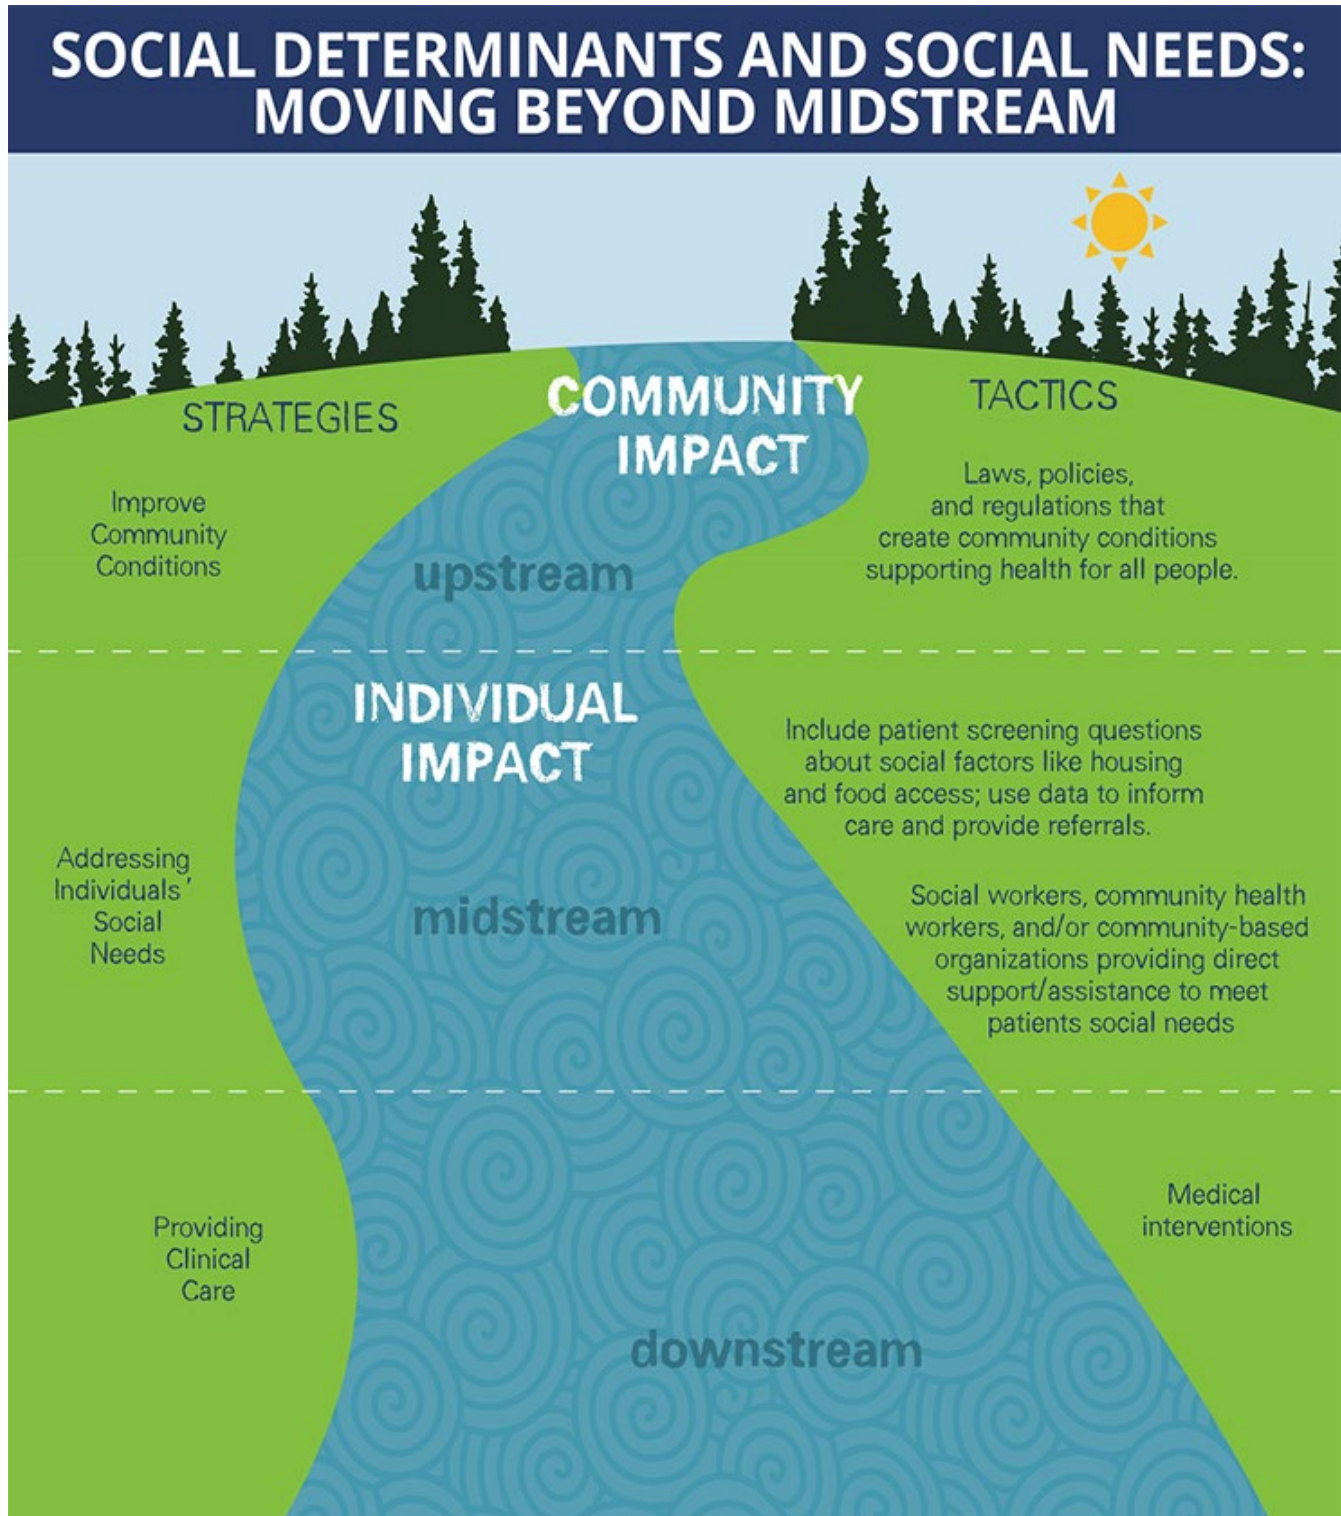 SOCIAL DETERMINANTS AND SOCIAL NEEDS:
MOVING BEYOND MIDSTREAM
STRATEGIES
COMMUNITY
IMPACT
TACTICS
Improve
Community
Conditions
upstream
Laws, policies,
and regulations that
create community conditions
supporting health for all people.
INDIVIDUAL
IMPACT
Addressing
Individuals'
Social
Needs
midstream
Include patient screening questions
about social factors like housing
and food access; use data to inform
care and provide referrals.
Social workers, community health
workers, and/or community-based
organizations providing direct
support/assistance to meet
patients social needs
Providing
Clinical
Care
downstream
Medical
interventions